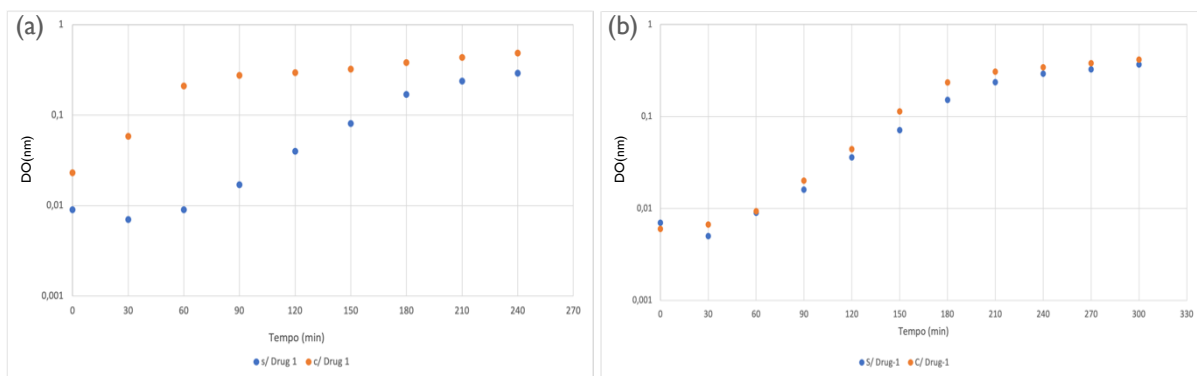 (a)
1
0,1
0,01
0,001
DO(nm)
0 30 60 90 120 150 180 210 240 270
Tempo (min)
s/ Drug 1 c/ Drug 1
(b)
1
0,1
0,01
0,001
DO(nm)
0 30 60 90 120 150 180 210 240 270 300 330
Tempo (min)
S/ Drug-1 C/ Drug-1